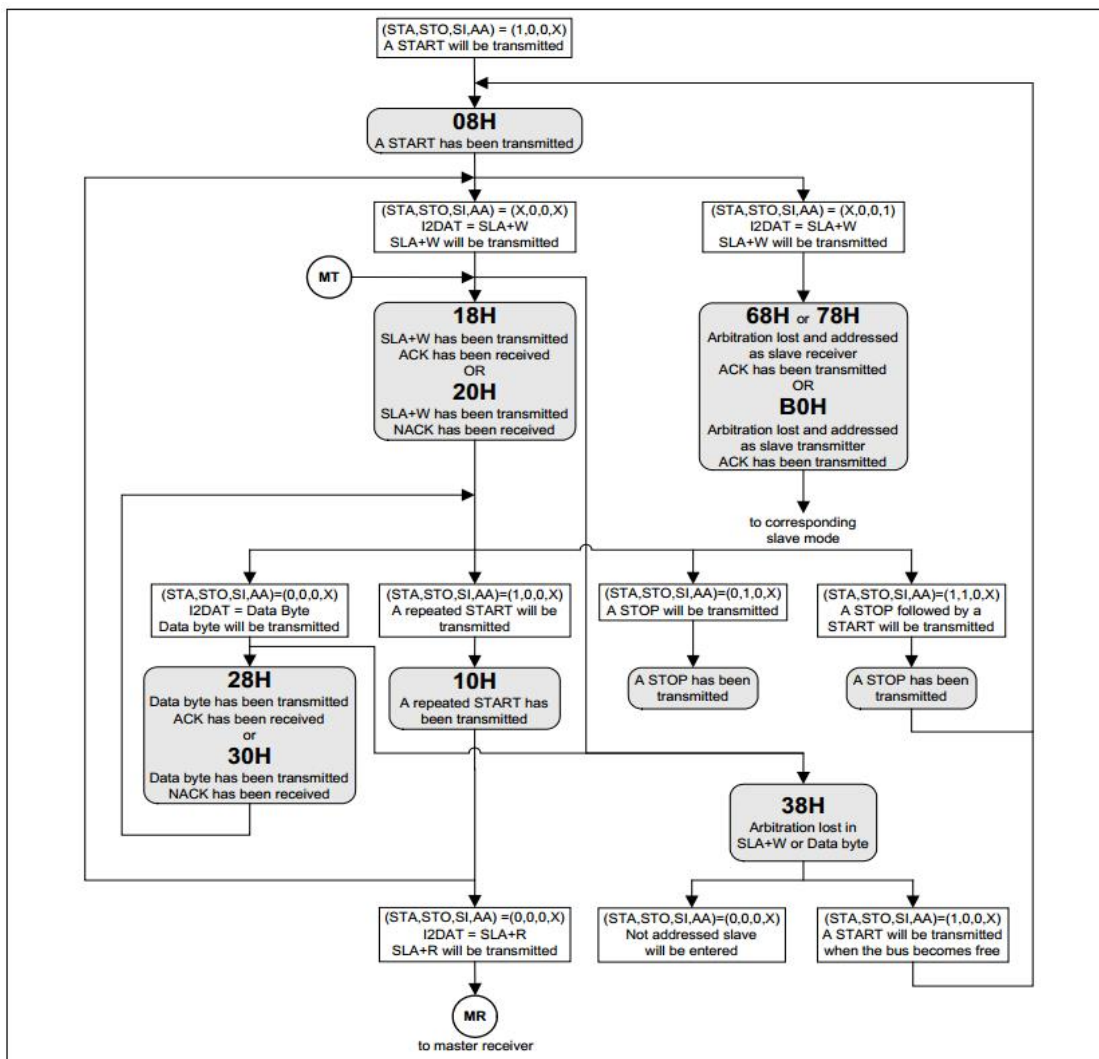 (STA,STO,SI,AA) = (1,0,0,X)
A START will be transmitted
08H
A START has been transmitted
(STA,STO,SI,AA) = (X,0,0,X)
I2DAT = SLA+W
SLA+W will be transmitted
(STA,STO,SI,AA) = (X,0,0,1)
I2DAT = SLA+W
SLA+W will be transmitted
MT
18H
SLA+W has been transmitted
ACK has been received
OR
20H
SLA+W has been transmitted
NACK has been received
68H or 78H
Arbitration lost and addressed
as slave receiver
ACK has been transmitted
OR
B0H
Arbitration lost and addressed
as slave transmitter
ACK has been transmitted
to corresponding
slave mode
(STA,STO,SI,AA)=(0,0,0,X)
I2DAT = Data Byte
Data byte will be transmitted
(STA,STO,SI,AA)=(1,0,0,X)
A repeated START will be
transmitted
(STA,STO,SI,AA)=(0,1,0,X)
A STOP will be transmitted
(STA,STO,SI,AA)=(1,1,0,X)
A STOP followed by a
START will be transmitted
28H
Data byte has been transmitted
ACK has been received
or
30H
Data byte has been transmitted
NACK has been received
10H
A repeated START has
been transmitted
A STOP has been
transmitted
A STOP has been
transmitted
38H
Arbitration lost in
SLA+W or Data byte
(STA,STO,SI,AA) =(0,0,0,X)
I2DAT = SLA+R
SLA+R will be transmitted
(STA,STO,SI,AA)=(0,0,0,X)
Not addressed slave
will be entered
(STA,STO,SI,AA)=(1,0,0,X)
A START will be transmitted
when the bus becomes free
MR
to master receiver